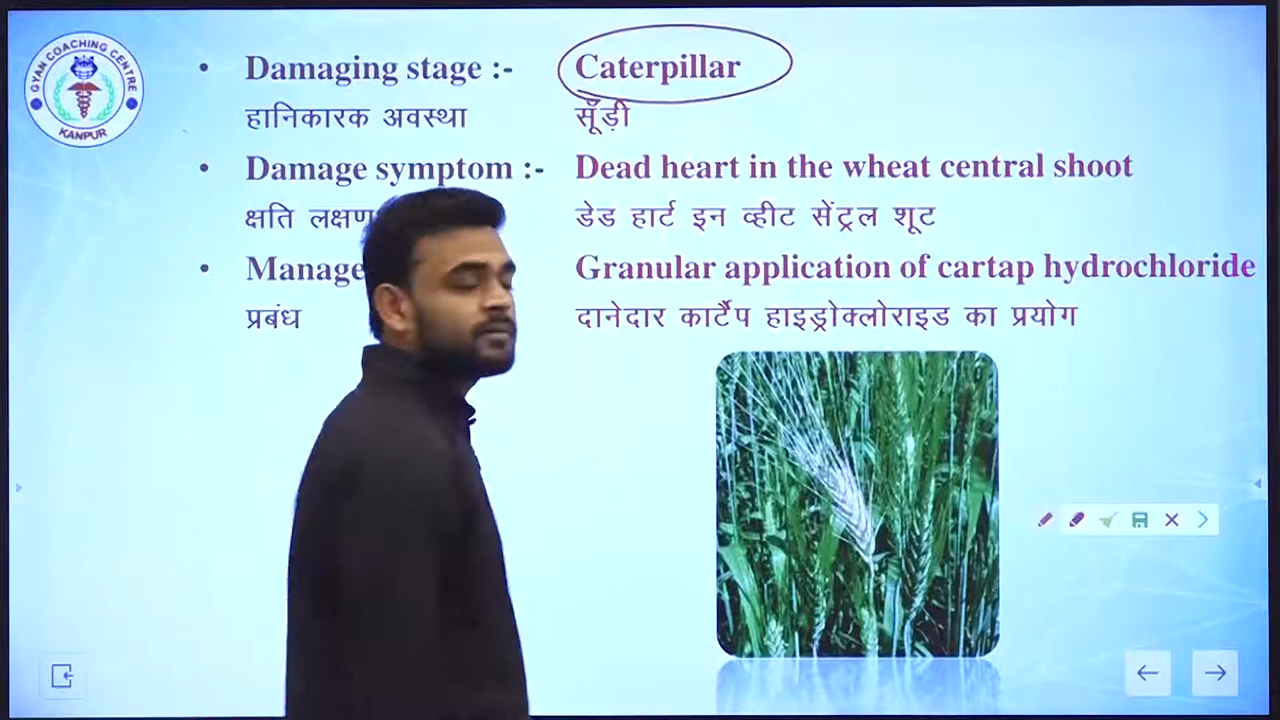 GYAN COACHING CENTRE
KANPUR
• Damaging stage :- Caterpillar
हानिकारक अवस्था सूँड़ी
• Damage symptom :- Dead heart in the wheat central shoot
क्षति लक्षण डेड हार्ट इन व्हीट सेंट्रल शूट
• Manage Granular application of cartap hydrochloride
प्रबंध दानेदार कार्टैप हाइड्रोक्लोराइड का प्रयोग